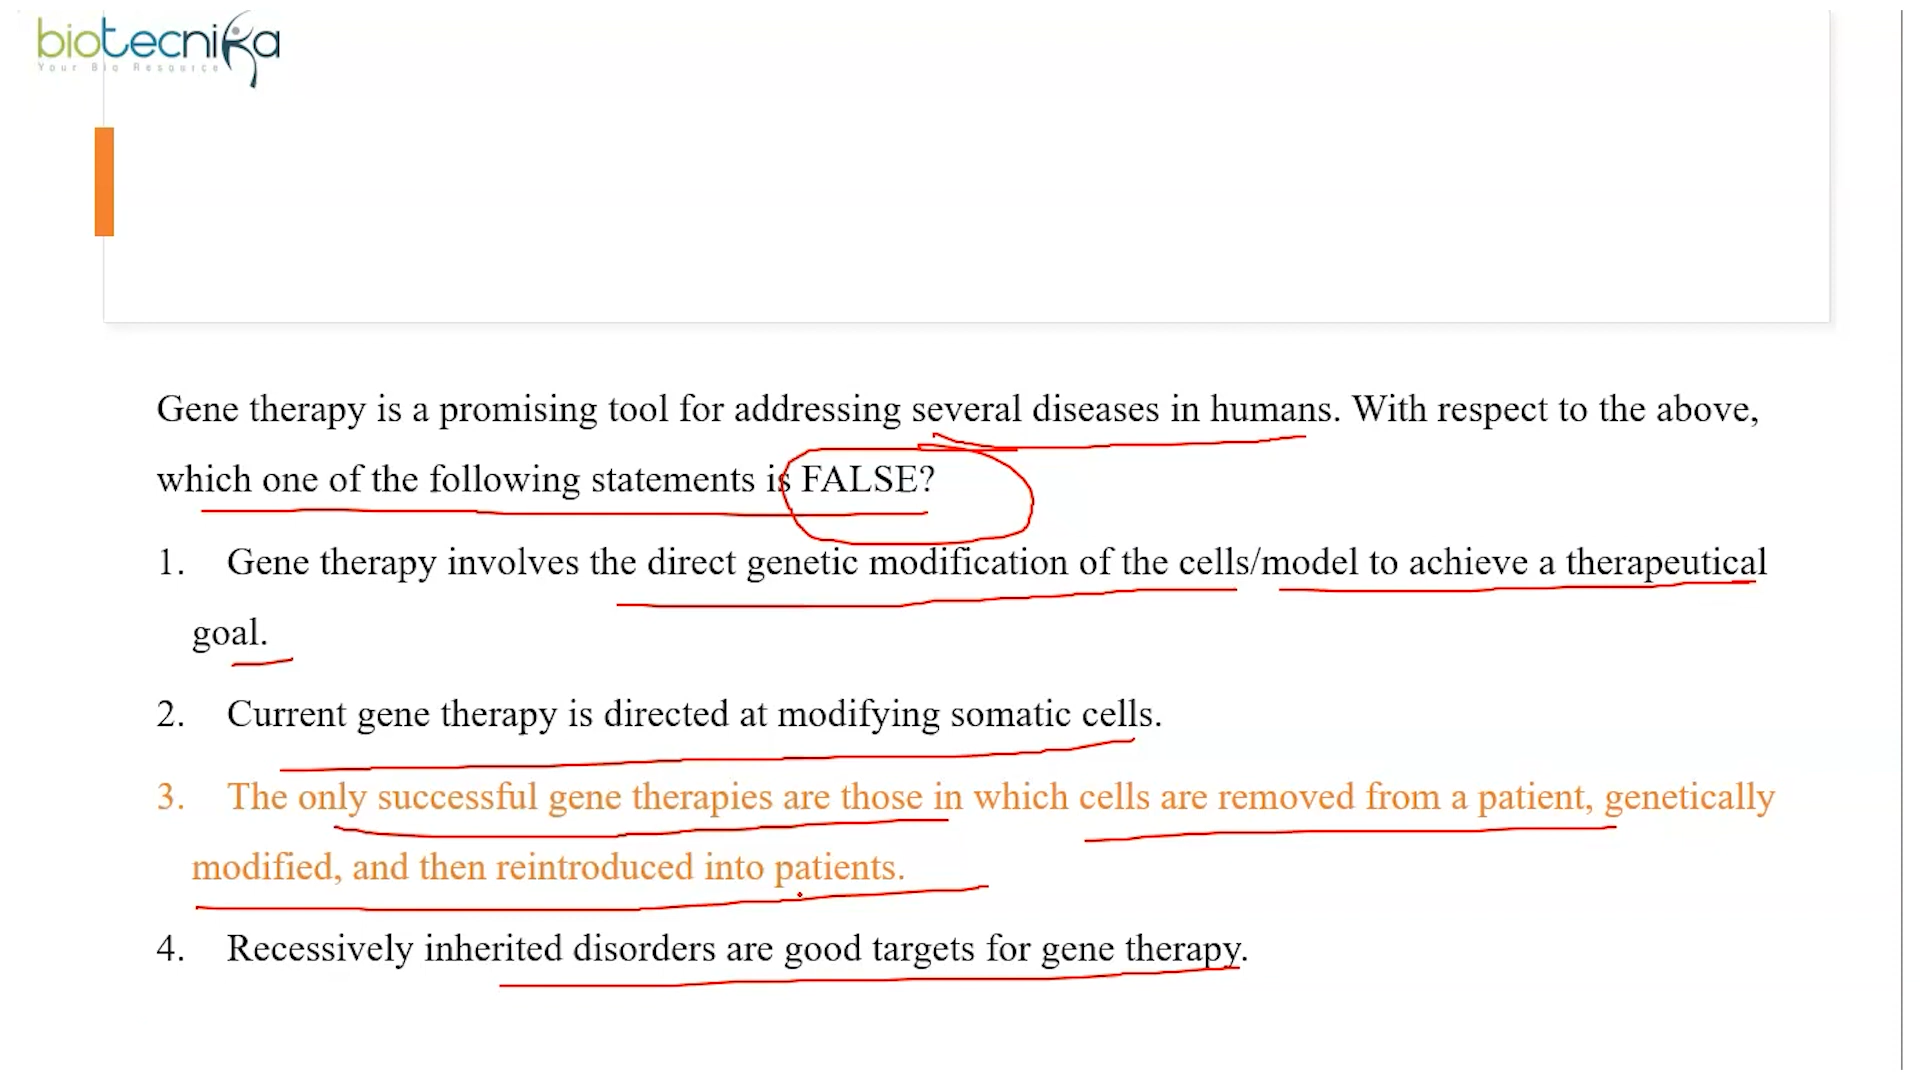 biotecnika
Your Bio Resource
Gene therapy is a promising tool for addressing several diseases in humans. With respect to the above,
which one of the following statements is FALSE?
1. Gene therapy involves the direct genetic modification of the cells/model to achieve a therapeutical
goal.
2. Current gene therapy is directed at modifying somatic cells.
3. The only successful gene therapies are those in which cells are removed from a patient, genetically
modified, and then reintroduced into patients.
4. Recessively inherited disorders are good targets for gene therapy.